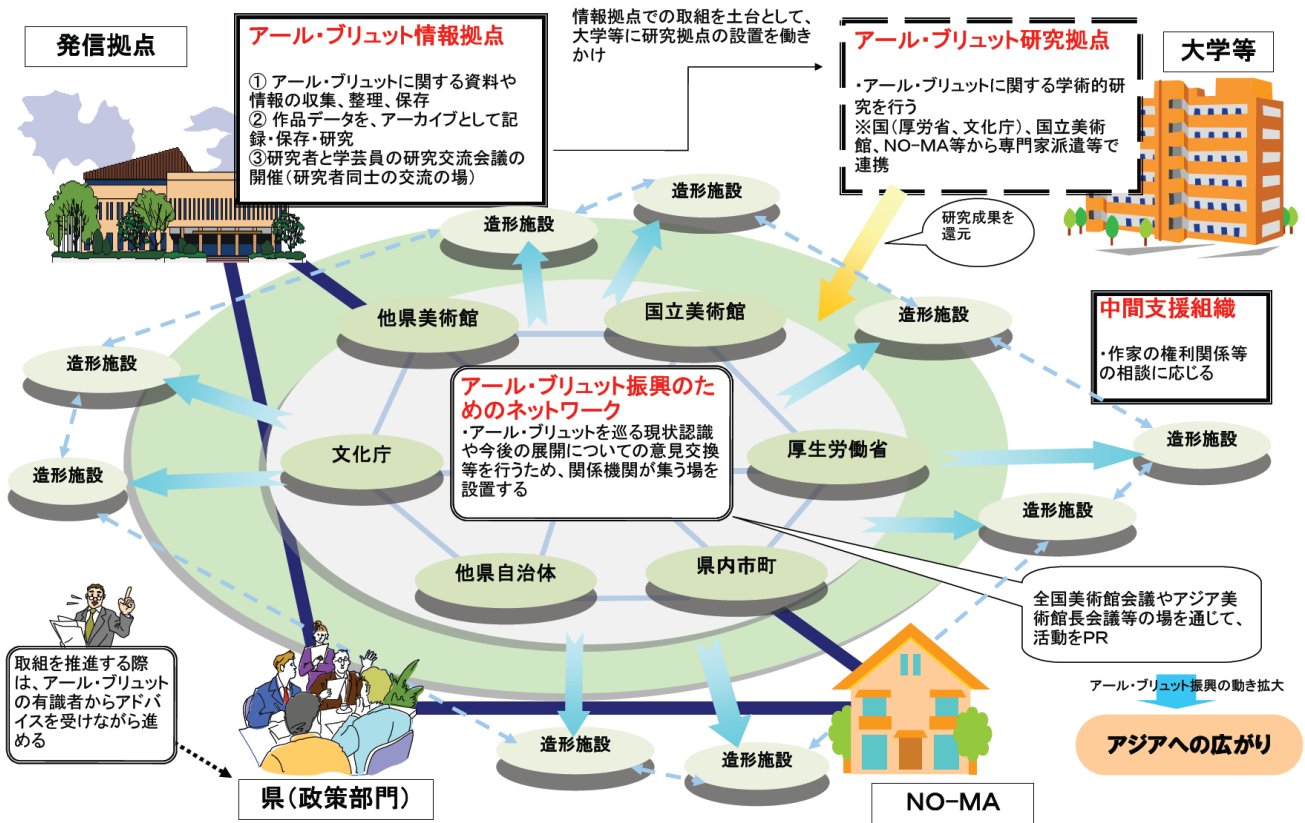 発信拠点
アール・ブリュット情報拠点
① アール・ブリュットに関する資料や
情報の収集、整理、保存
② 作品データを、アーカイブとして記
録・保存・研究
③研究者と学芸員の研究交流会議の
開催(研究者同士の交流の場)
情報拠点での取組を土台として、
大学等に研究拠点の設置を働き
かけ
アール・ブリュット研究拠点
・アール・ブリュットに関する学術的研
究を行う
※国(厚労省、文化庁)、国立美術
館、NO-MA等から専門家派遣等で
連携
大学等
研究成果を
還元
造形施設
造形施設
造形施設
造形施設
造形施設
造形施設
造形施設
造形施設
造形施設
他県美術館
国立美術館
文化庁
厚生労働省
他県自治体
県内市町
アール・ブリュット振興のた
めのネットワーク
・アール・ブリュットを巡る現状認識
や今後の展開についての意見交換
等を行うため、関係機関が集う場を
設置する
中間支援組織
・作家の権利関係等
の相談に応じる
全国美術館会議やアジア美
術館長会議等の場を通じて、
活動をPR
取組を推進する際
は、アール・ブリュット
の有識者からアドバ
イスを受けながら進
める
県(政策部門)
NO-MA
アール・ブリュット振興の動き拡大
アジアへの広がり